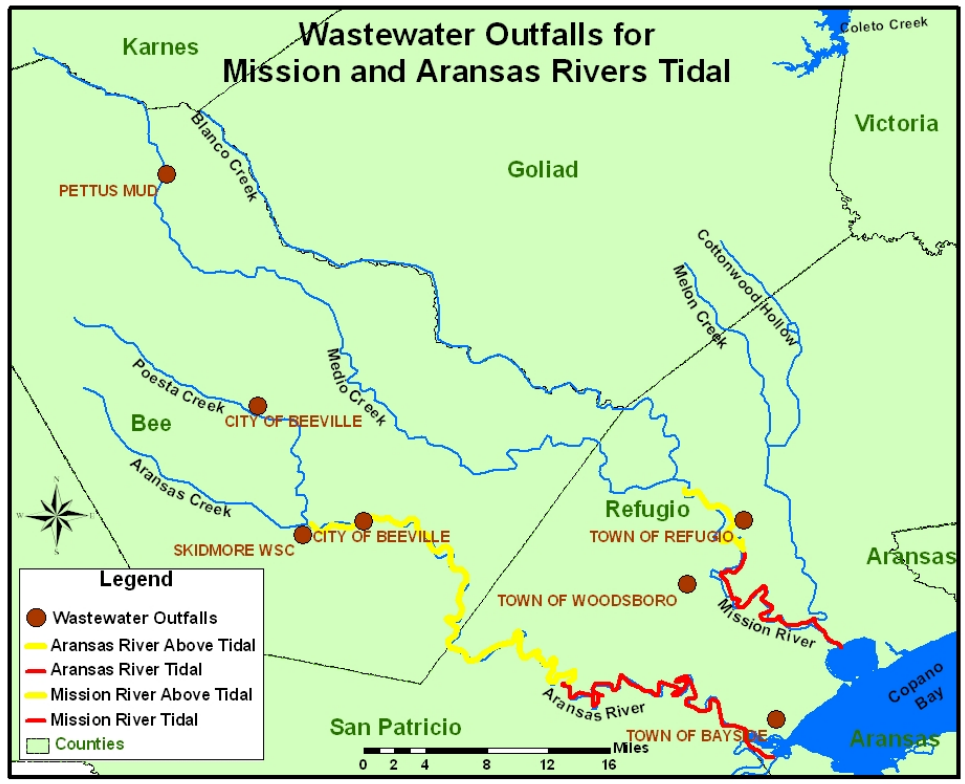 Wastewater Outfalls for
Mission and Aransas Rivers Tidal
Karnes
Coleto Creek
Victoria
Blanco Creek
Goliad
PETTUS MUD
Cottonwood Hollow
Melon Creek
Medio Creek
Poesta Creek
CITY OF BEEVILLE
Bee
Aransas Creek
Refugio
TOWN OF REFUGIO
CITY OF BEEVILLE
SKIDMORE WSC
Aransas
TOWN OF WOODSBORO
Mission River
Copano
Bay
Aransas River
San Patricio
TOWN OF BAYSIDE
Aransas
N
W
E
S
Legend
Wastewater Outfalls
Aransas River Above Tidal
Aransas River Tidal
Mission River Above Tidal
Mission River Tidal
Counties
Miles
0 2 4 8 12 16